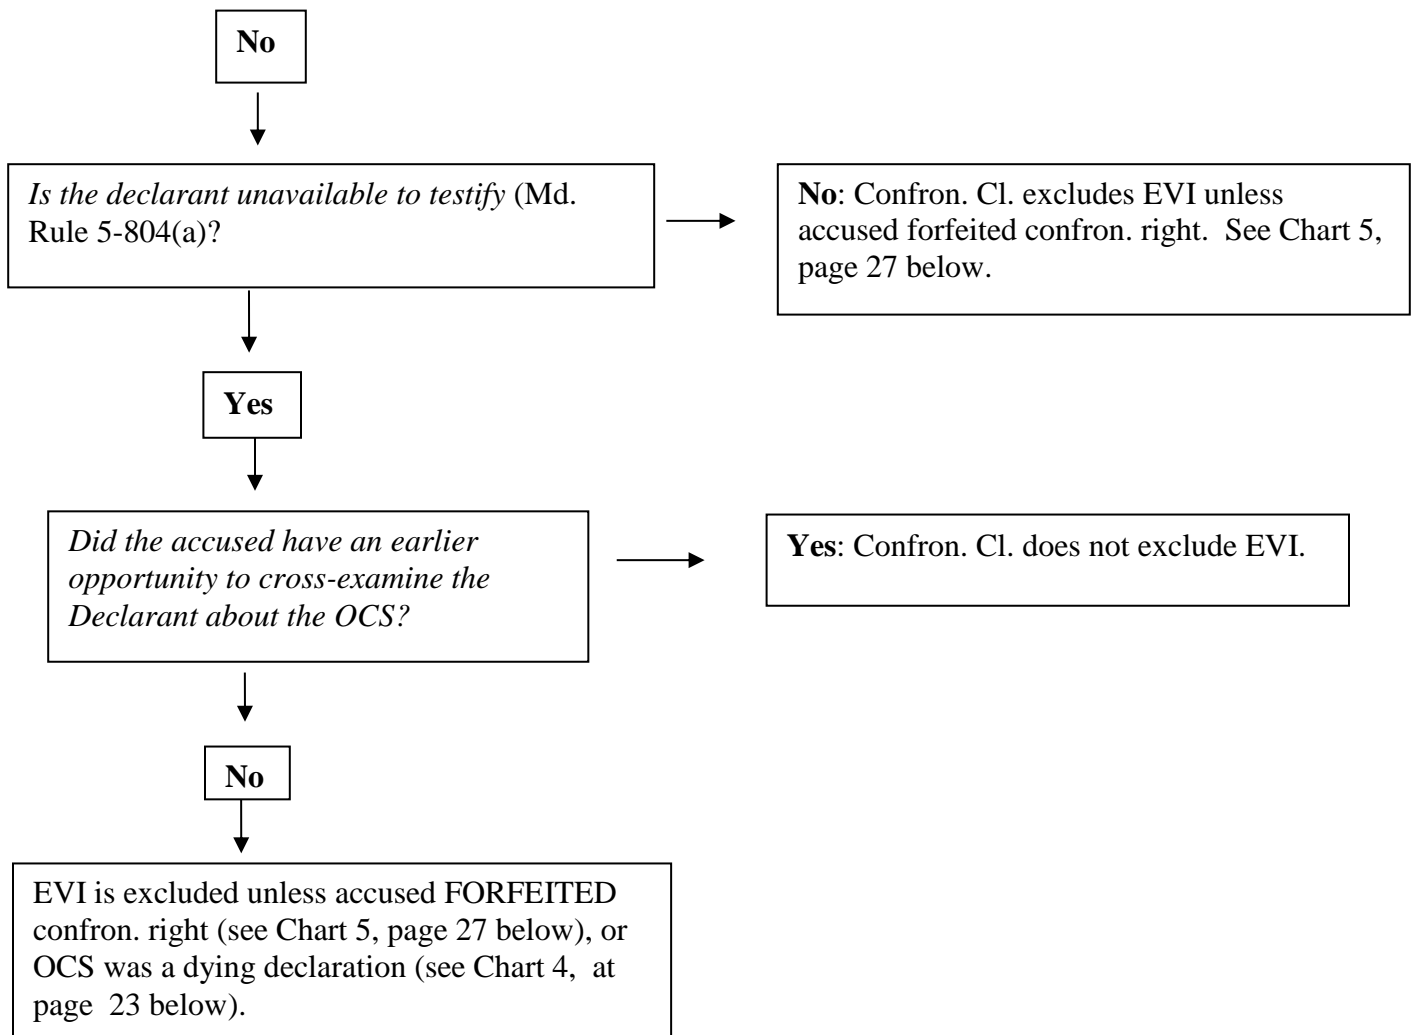 No
Is the declarant unavailable to testify (Md.
Rule 5-804(a)?
No: Confron. Cl. excludes EVI unless
accused forfeited confron. right.  See Chart 5,
page 27 below.
Yes
Did the accused have an earlier
opportunity to cross-examine the
Declarant about the OCS?
Yes: Confron. Cl. does not exclude EVI.
No
EVI is excluded unless accused FORFEITED
confron. right (see Chart 5, page 27 below), or
OCS was a dying declaration (see Chart 4,  at
page  23 below).